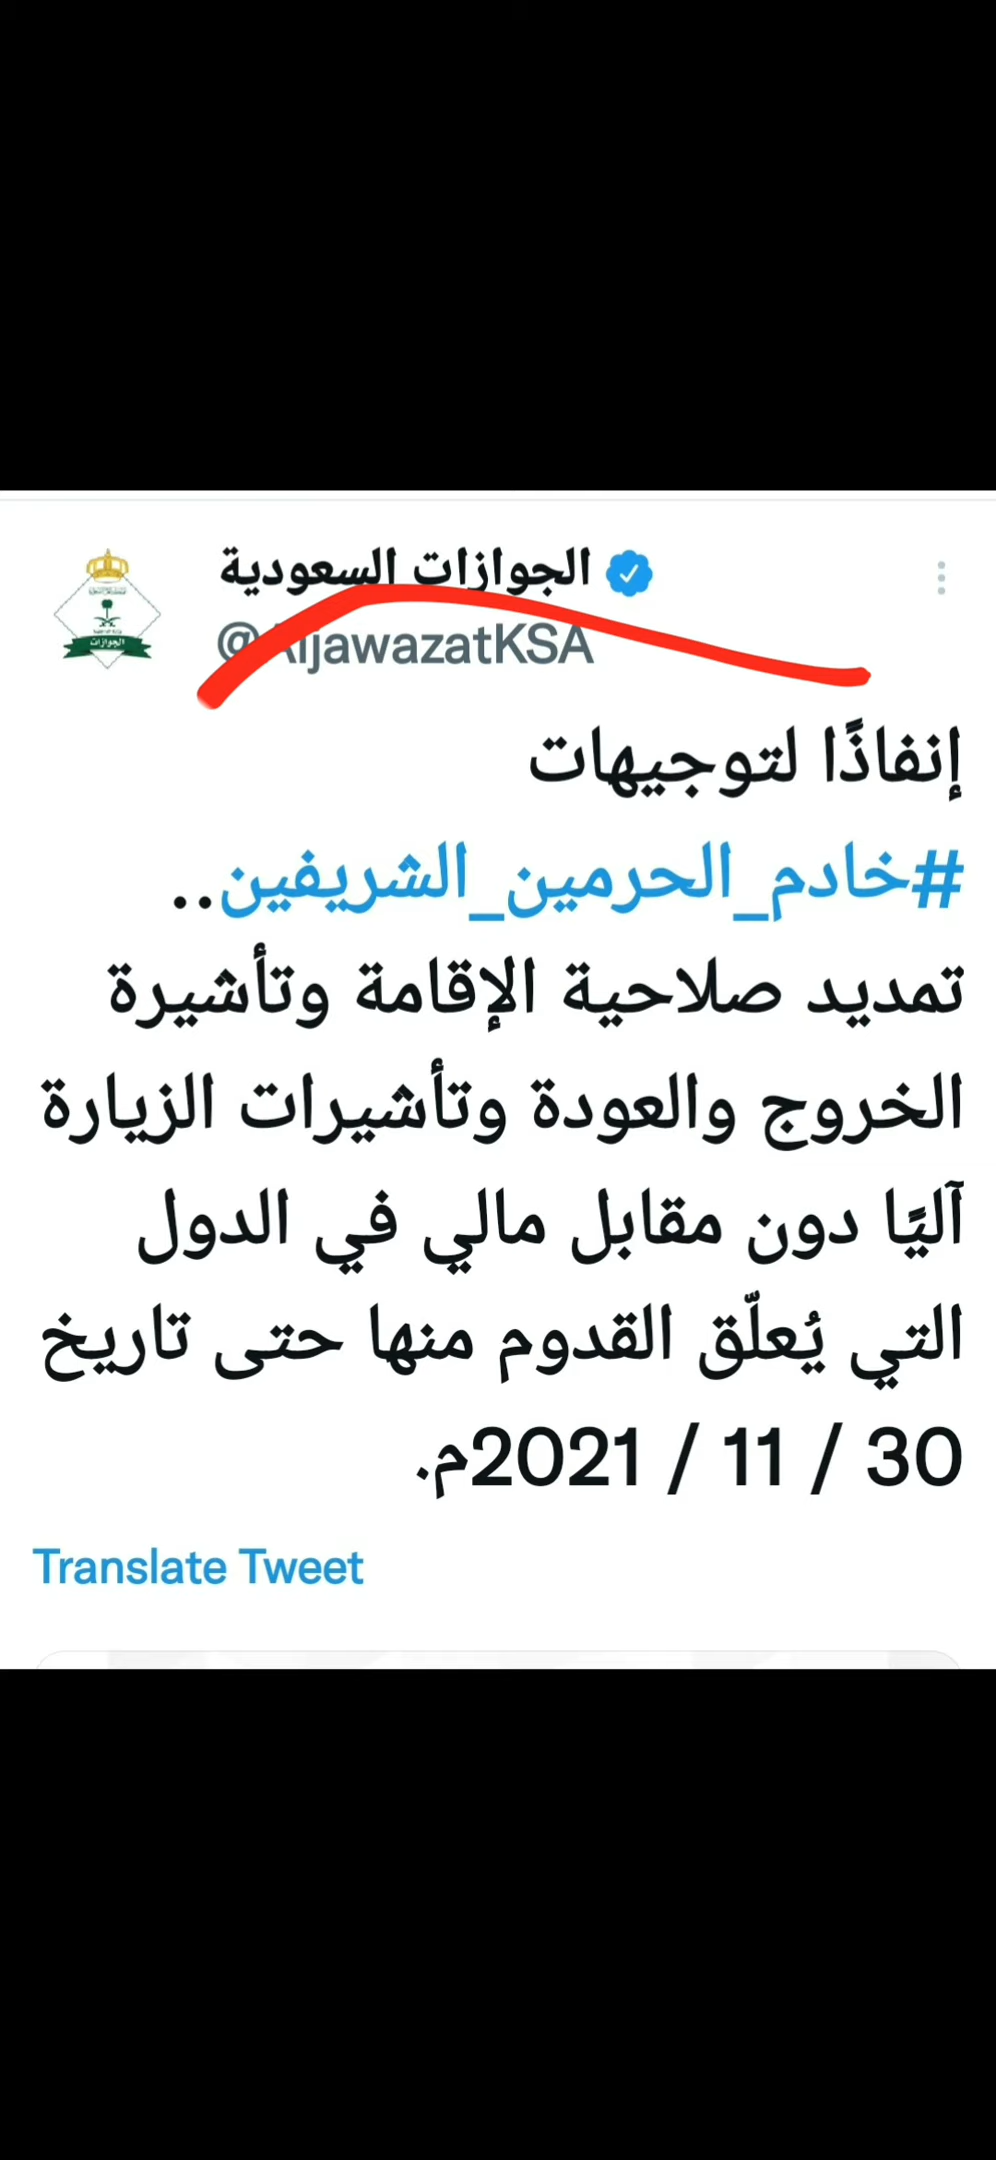 الجوازات السعودية
@AljawazatKSA
إنفاذًا لتوجيهات
#خادم_الحرمين_الشريفين..
تمديد صلاحية الإقامة وتأشيرة
الخروج والعودة وتأشيرات الزيارة
آليًا دون مقابل مالي في الدول
التي يُعلّق القدوم منها حتى تاريخ
30 / 11 / 2021م.
Translate Tweet
الجوازات